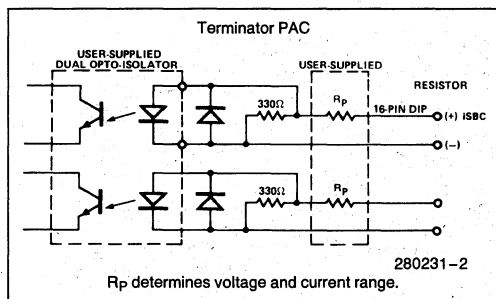 Terminator PAC
USER-SUPPLIED
DUAL OPTO-ISOLATOR
USER-SUPPLIED
RESISTOR
330Ω
RP
16-PIN DIP
(+) iSBC
(−)
330Ω
RP
280231–2
RP determines voltage and current range.